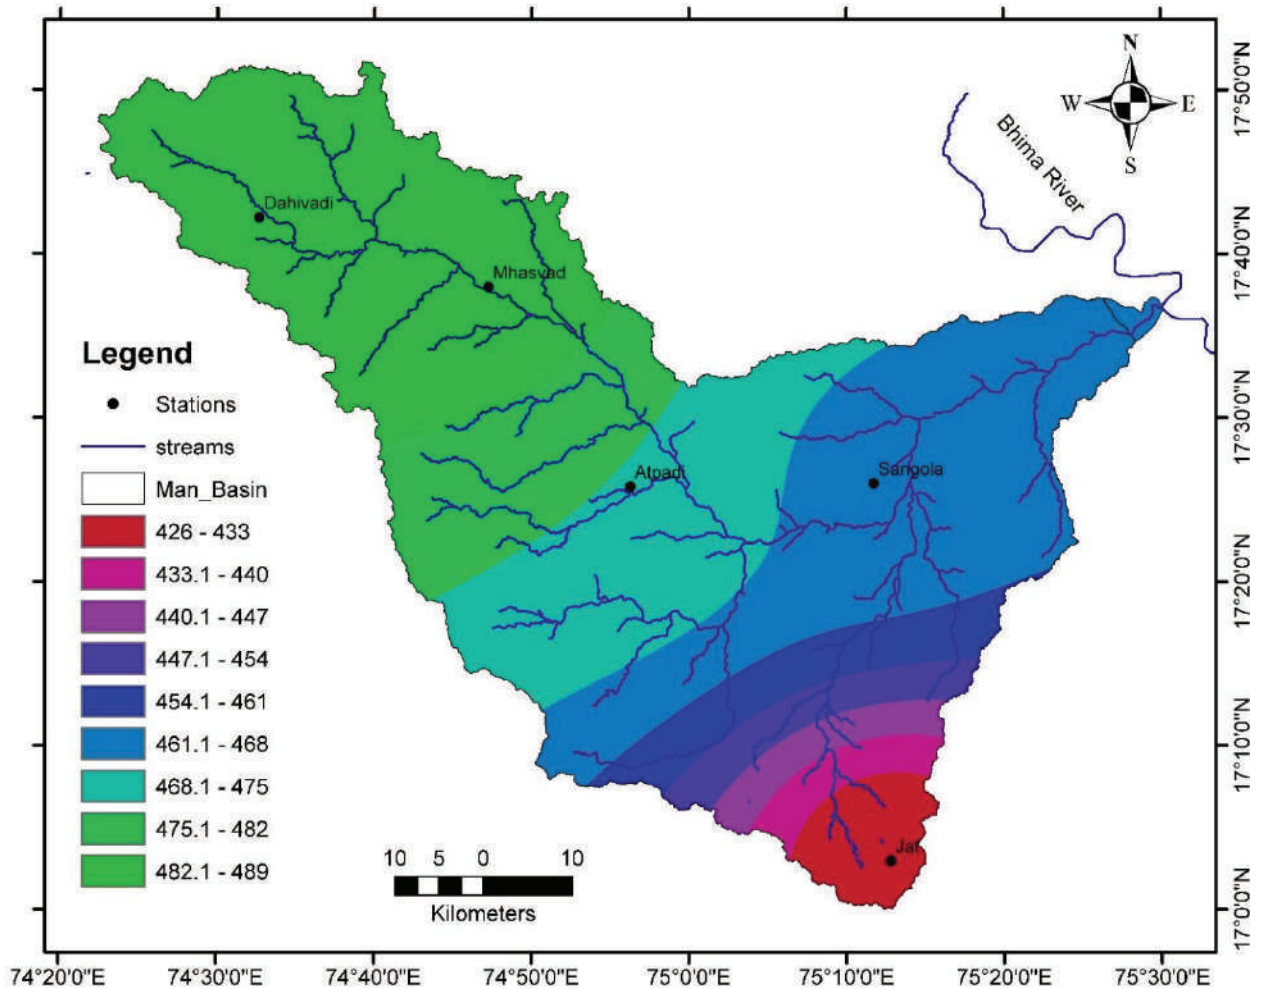 N
W E
S
Bhima River
Dahivadi
Mhasvad
Atpadi
Sangola
Jat
Legend
Stations
streams
Man_Basin
426 - 433
433.1 - 440
440.1 - 447
447.1 - 454
454.1 - 461
461.1 - 468
468.1 - 475
475.1 - 482
482.1 - 489
10 5 0 10
Kilometers
17°50'0"N
17°40'0"N
17°30'0"N
17°20'0"N
17°10'0"N
17°0'0"N
74°20'0"E 74°30'0"E 74°40'0"E 74°50'0"E 75°0'0"E 75°10'0"E 75°20'0"E 75°30'0"E